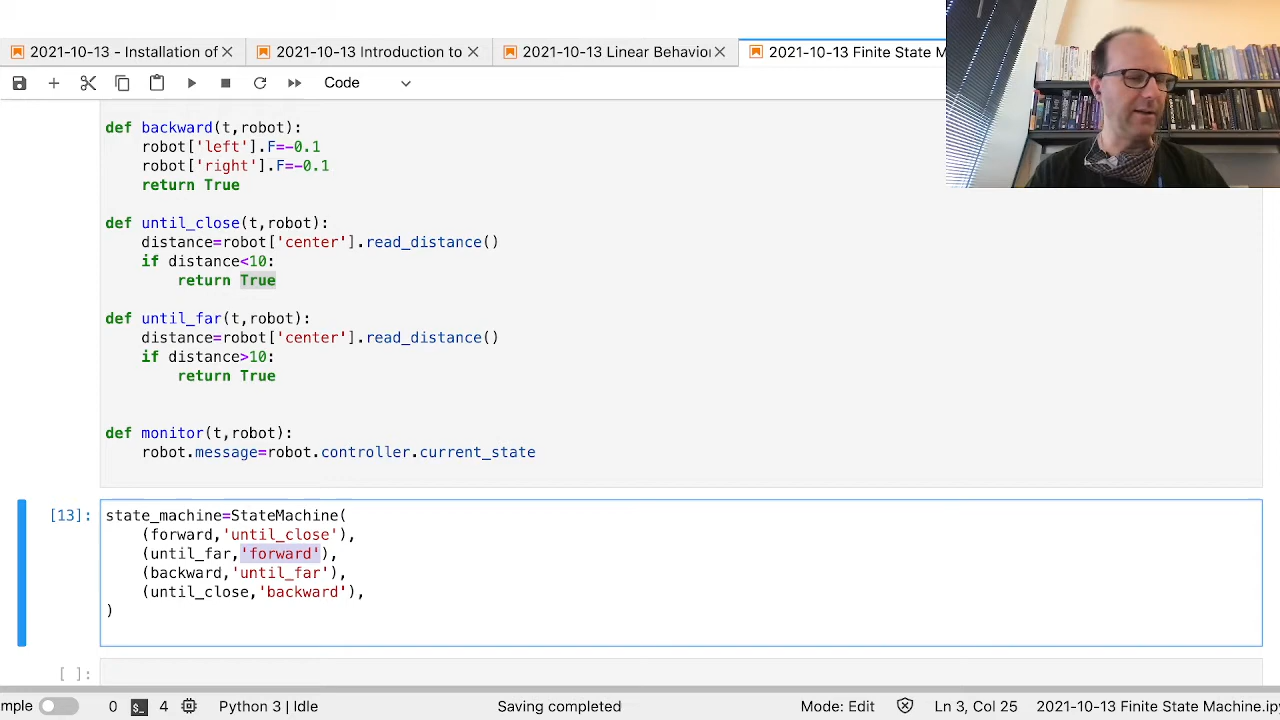 2021-10-13 - Installation of
2021-10-13 Introduction to
2021-10-13 Linear Behavior
2021-10-13 Finite State M
Code
def backward(t,robot):
robot['left'].F=-0.1
robot['right'].F=-0.1
return True
def until_close(t,robot):
distance=robot['center'].read_distance()
if distance<10:
return True
def until_far(t,robot):
distance=robot['center'].read_distance()
if distance>10:
return True
def monitor(t,robot):
robot.message=robot.controller.current_state
[13]:
state_machine=StateMachine(
(forward,'until_close'),
(until_far,'forward'),
(backward,'until_far'),
(until_close,'backward'),
)
[ ]:
mple 0 $_ 4 Python 3 | Idle Saving completed Mode: Edit Ln 3, Col 25 2021-10-13 Finite State Machine.ip